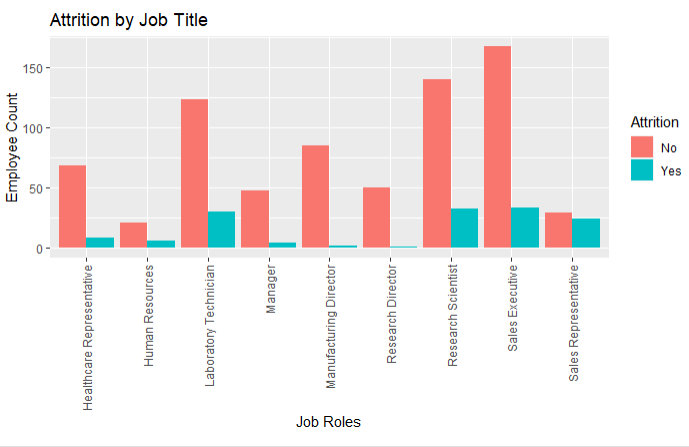 Attrition by Job Title
Employee Count
150
100
50
0
Healthcare Representative
Human Resources
Laboratory Technician
Manager
Manufacturing Director
Research Director
Research Scientist
Sales Executive
Sales Representative
Job Roles
Attrition
No
Yes